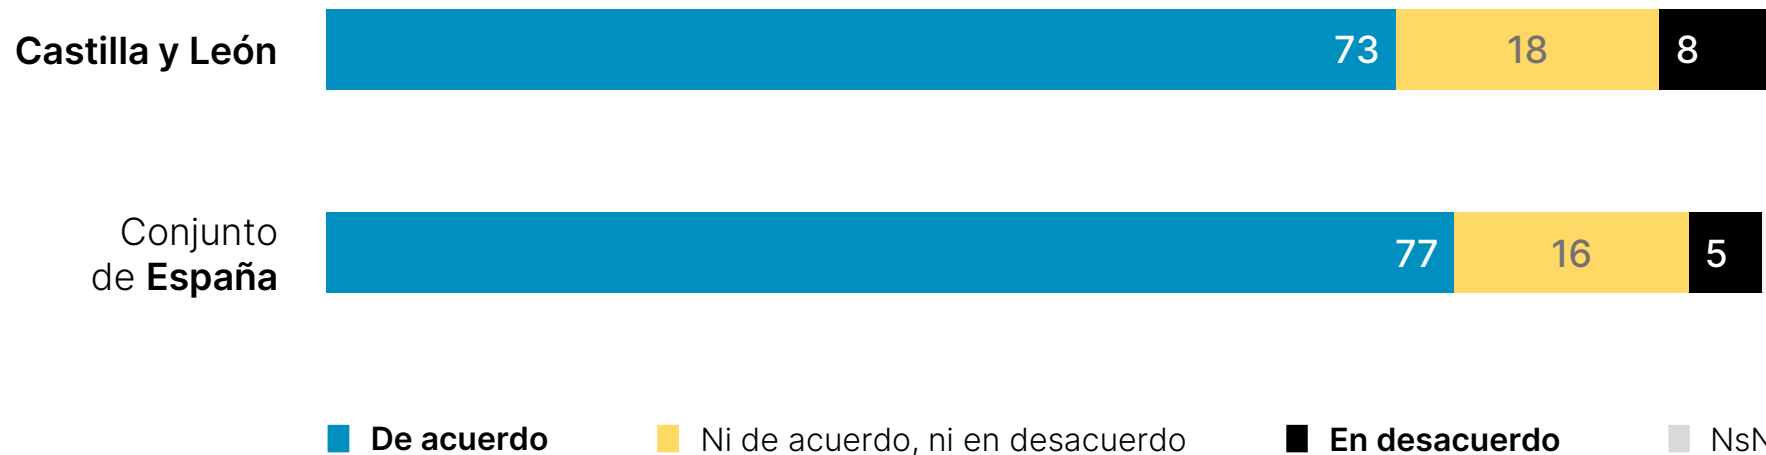 Castilla y León 73 18 8
Conjunto
de España 77 16 5
De acuerdo Ni de acuerdo, ni en desacuerdo En desacuerdo